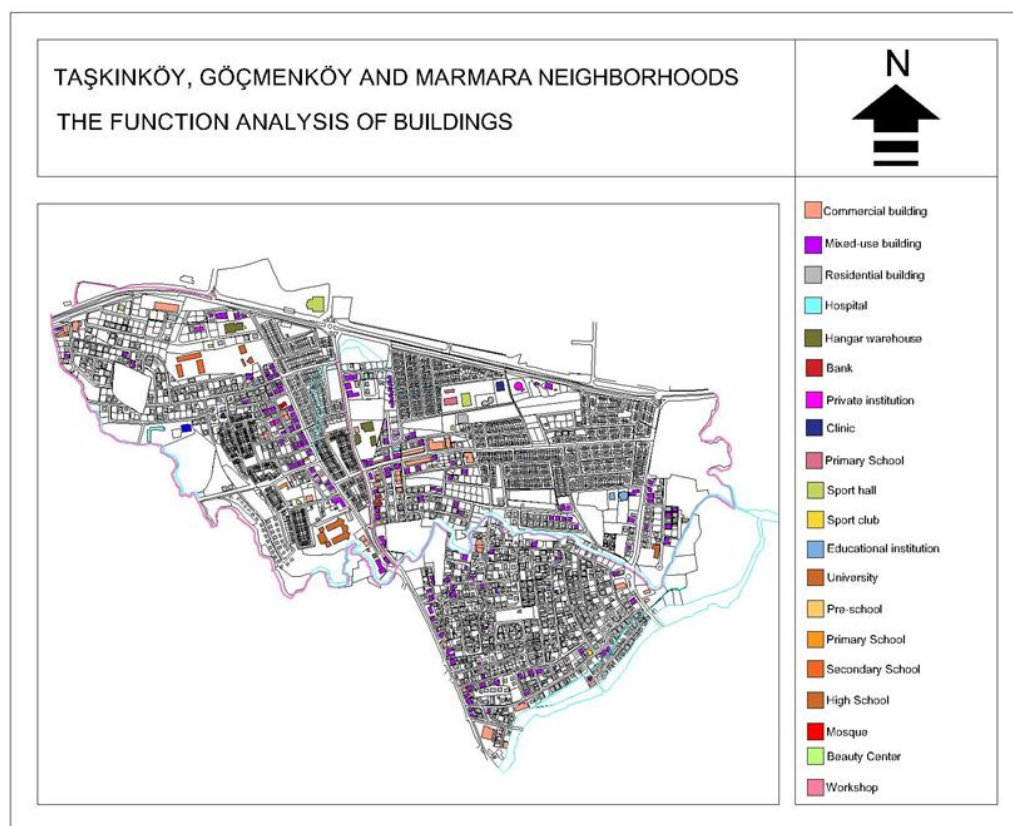 TAŞKINKÖY, GÖÇMENKÖY AND MARMARA NEIGHBORHOODS
THE FUNCTION ANALYSIS OF BUILDINGS
N
Commercial building
Mixed-use building
Residential building
Hospital
Hangar warehouse
Bank
Private institution
Clinic
Primary School
Sport hall
Sport club
Educational institution
University
Pre-school
Primary School
Secondary School
High School
Mosque
Beauty Center
Workshop